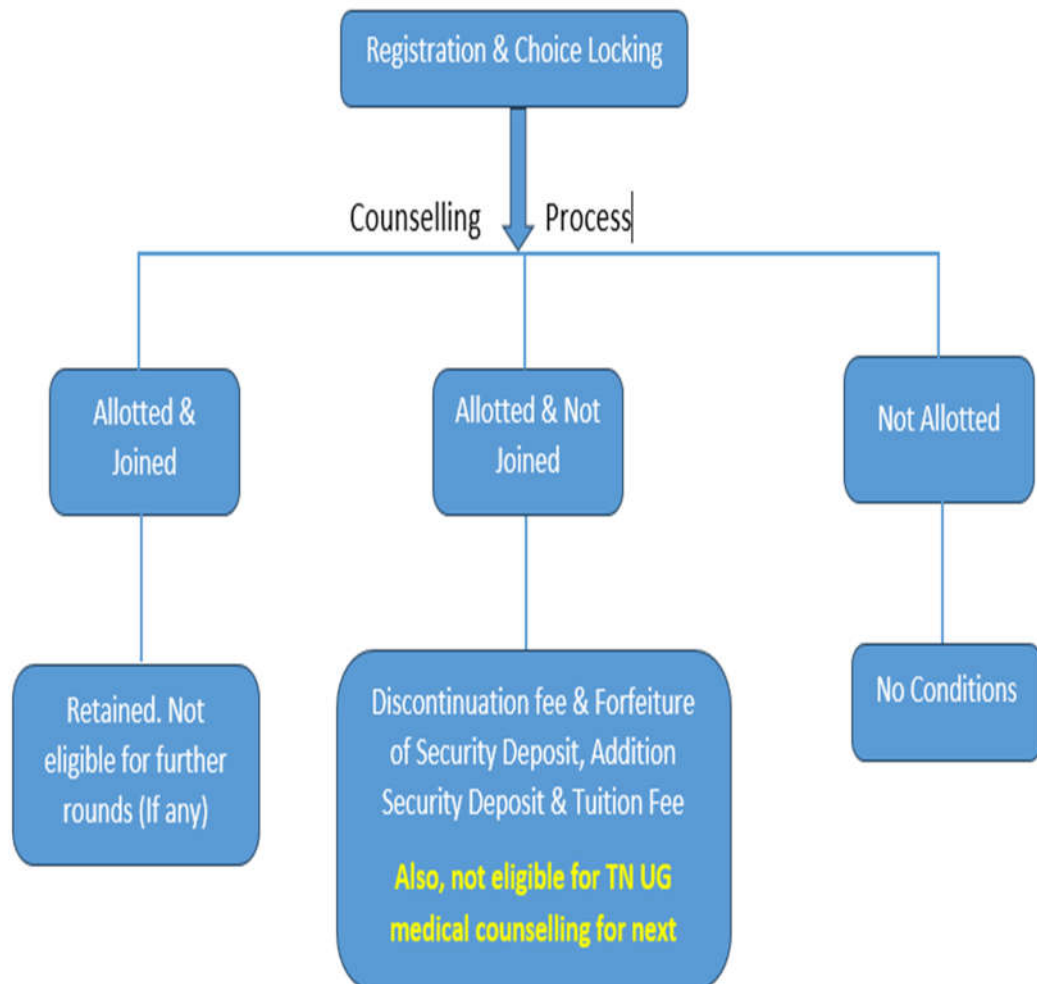 Registration & Choice Locking
Counselling Process
Allotted &
Joined
Allotted & Not
Joined
Not Allotted
Retained. Not
eligible for further
rounds (If any)
Discontinuation fee & Forfeiture
of Security Deposit, Addition
Security Deposit & Tuition Fee
Also, not eligible for TN UG
medical counselling for next
No Conditions